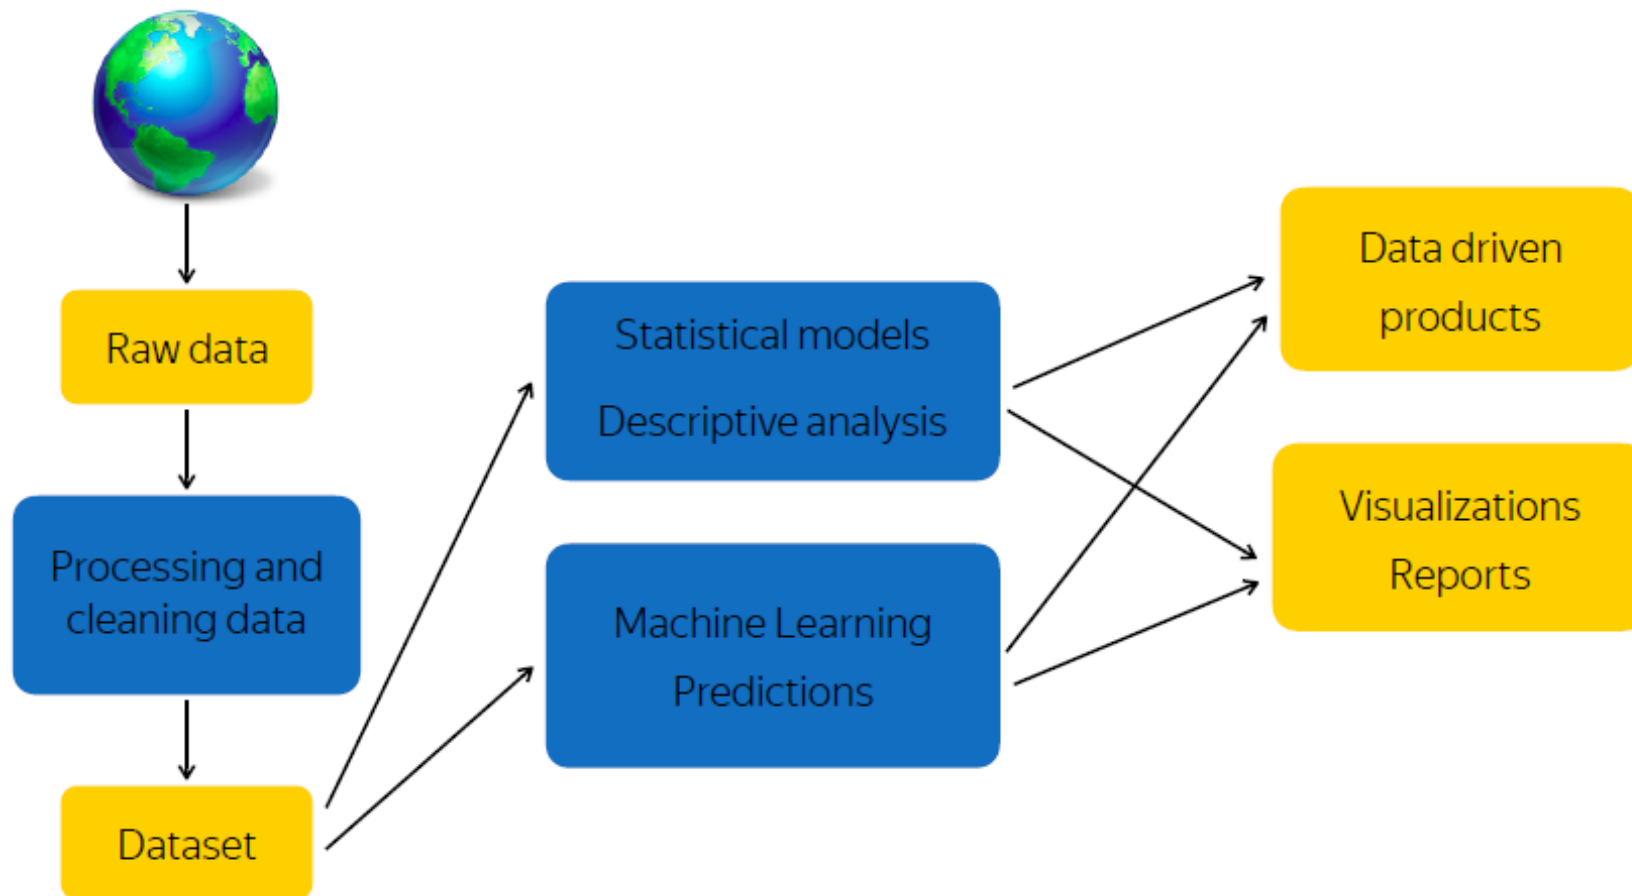 Raw data
Processing and
cleaning data
Dataset
Statistical models
Descriptive analysis
Machine Learning
Predictions
Data driven
products
Visualizations
Reports